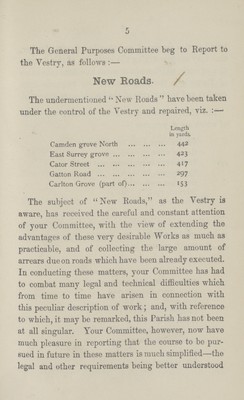 5
The General Purposes Committee beg to Report to
the Vestry, as follows :—
New Roads.
The undermentioned "New Roads" have been taken
under the control of the Vestry and repaired, viz. :—
Length
in yards.
Camden grove North ... ... ... 442
East Surrey grove ... ... ... ... 423
Cator Street ... ... ... ... ... 417
Gatton Road ... ... ... ... ... 297
Carlton Grove (part of)... ... ... 153
The subject of "New Roads," as the Vestry is
aware, has received the careful and constant attention
of your Committee, with the view of extending the
advantages of these very desirable Works as much as
practicable, and of collecting the large amount of
arrears due on roads which have been already executed.
In conducting these matters, your Committee has had
to combat many legal and technical difficulties which
from time to time have arisen in connection with
this peculiar description of work; and, with reference
to which, it may be remarked, this Parish has not been
at all singular. Your Committee, however, now have
much pleasure in reporting that the course to be pur-
sued in future in these matters is much simplified—the
legal and other requirements being better understood